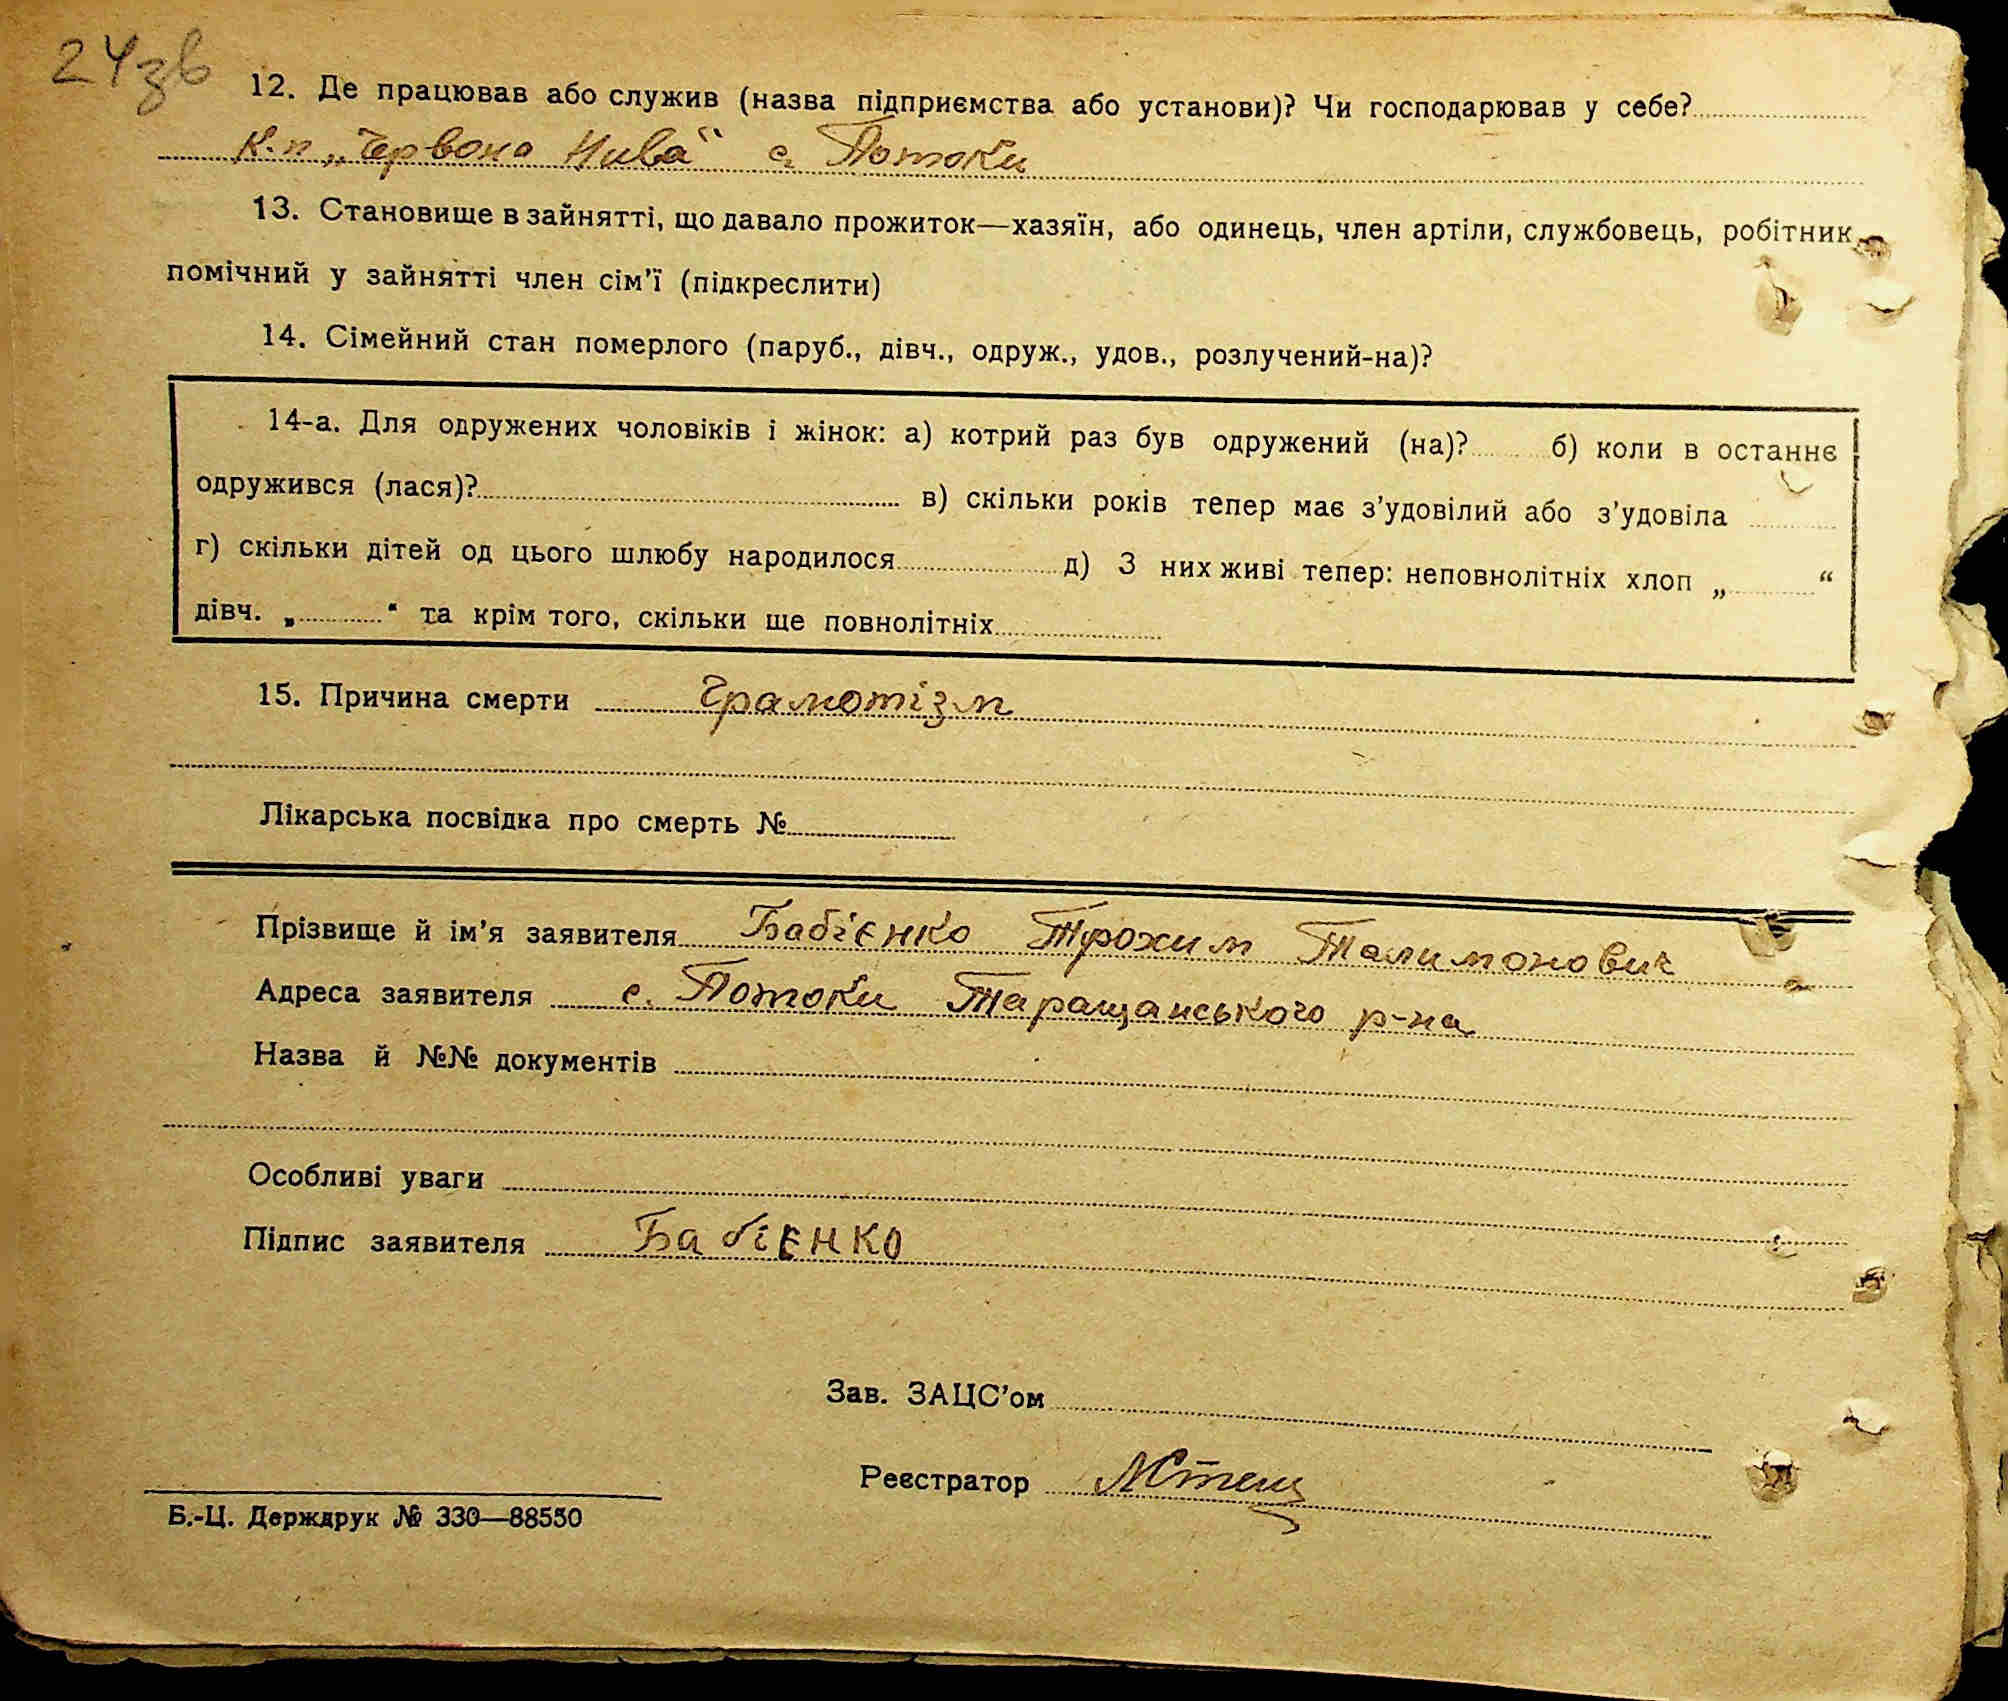 24зв
12. Де працював або служив (назва підприємства або установи)? Чи господарював у себе?
К.п „Червона Нива“ с. Потоки
13. Становище в зайнятті, що давало прожиток—хазяїн, або одинець, член артіли, службовець, робітник,
помічний у зайнятті член сім'ї (підкреслити)
14. Сімейний стан померлого (паруб., дівч., одруж., удов., розлучений-на)?
14-а. Для одружених чоловіків і жінок: а) котрий раз був одружений (на)? б) коли в останнє
одружився (лася)? в) скільки років тепер має з'удовілий або з'удовіла
г) скільки дітей од цього шлюбу народилося д) З них живі тепер: неповнолітніх хлоп „ “
дівч. „ “ та крім того, скільки ще повнолітніх
15. Причина смерти грамотізм
Лікарська посвідка про смерть №
Прізвище й ім'я заявителя Бабієнко Трохим Талимонович
Адреса заявителя с. Потоки Таращанського р-на
Назва й №№ документів
Особливі уваги
Підпис заявителя Бабієнко
Зав. ЗАЦС'ом
Реєстратор
Б.-Ц. Держдрук № 330—88550